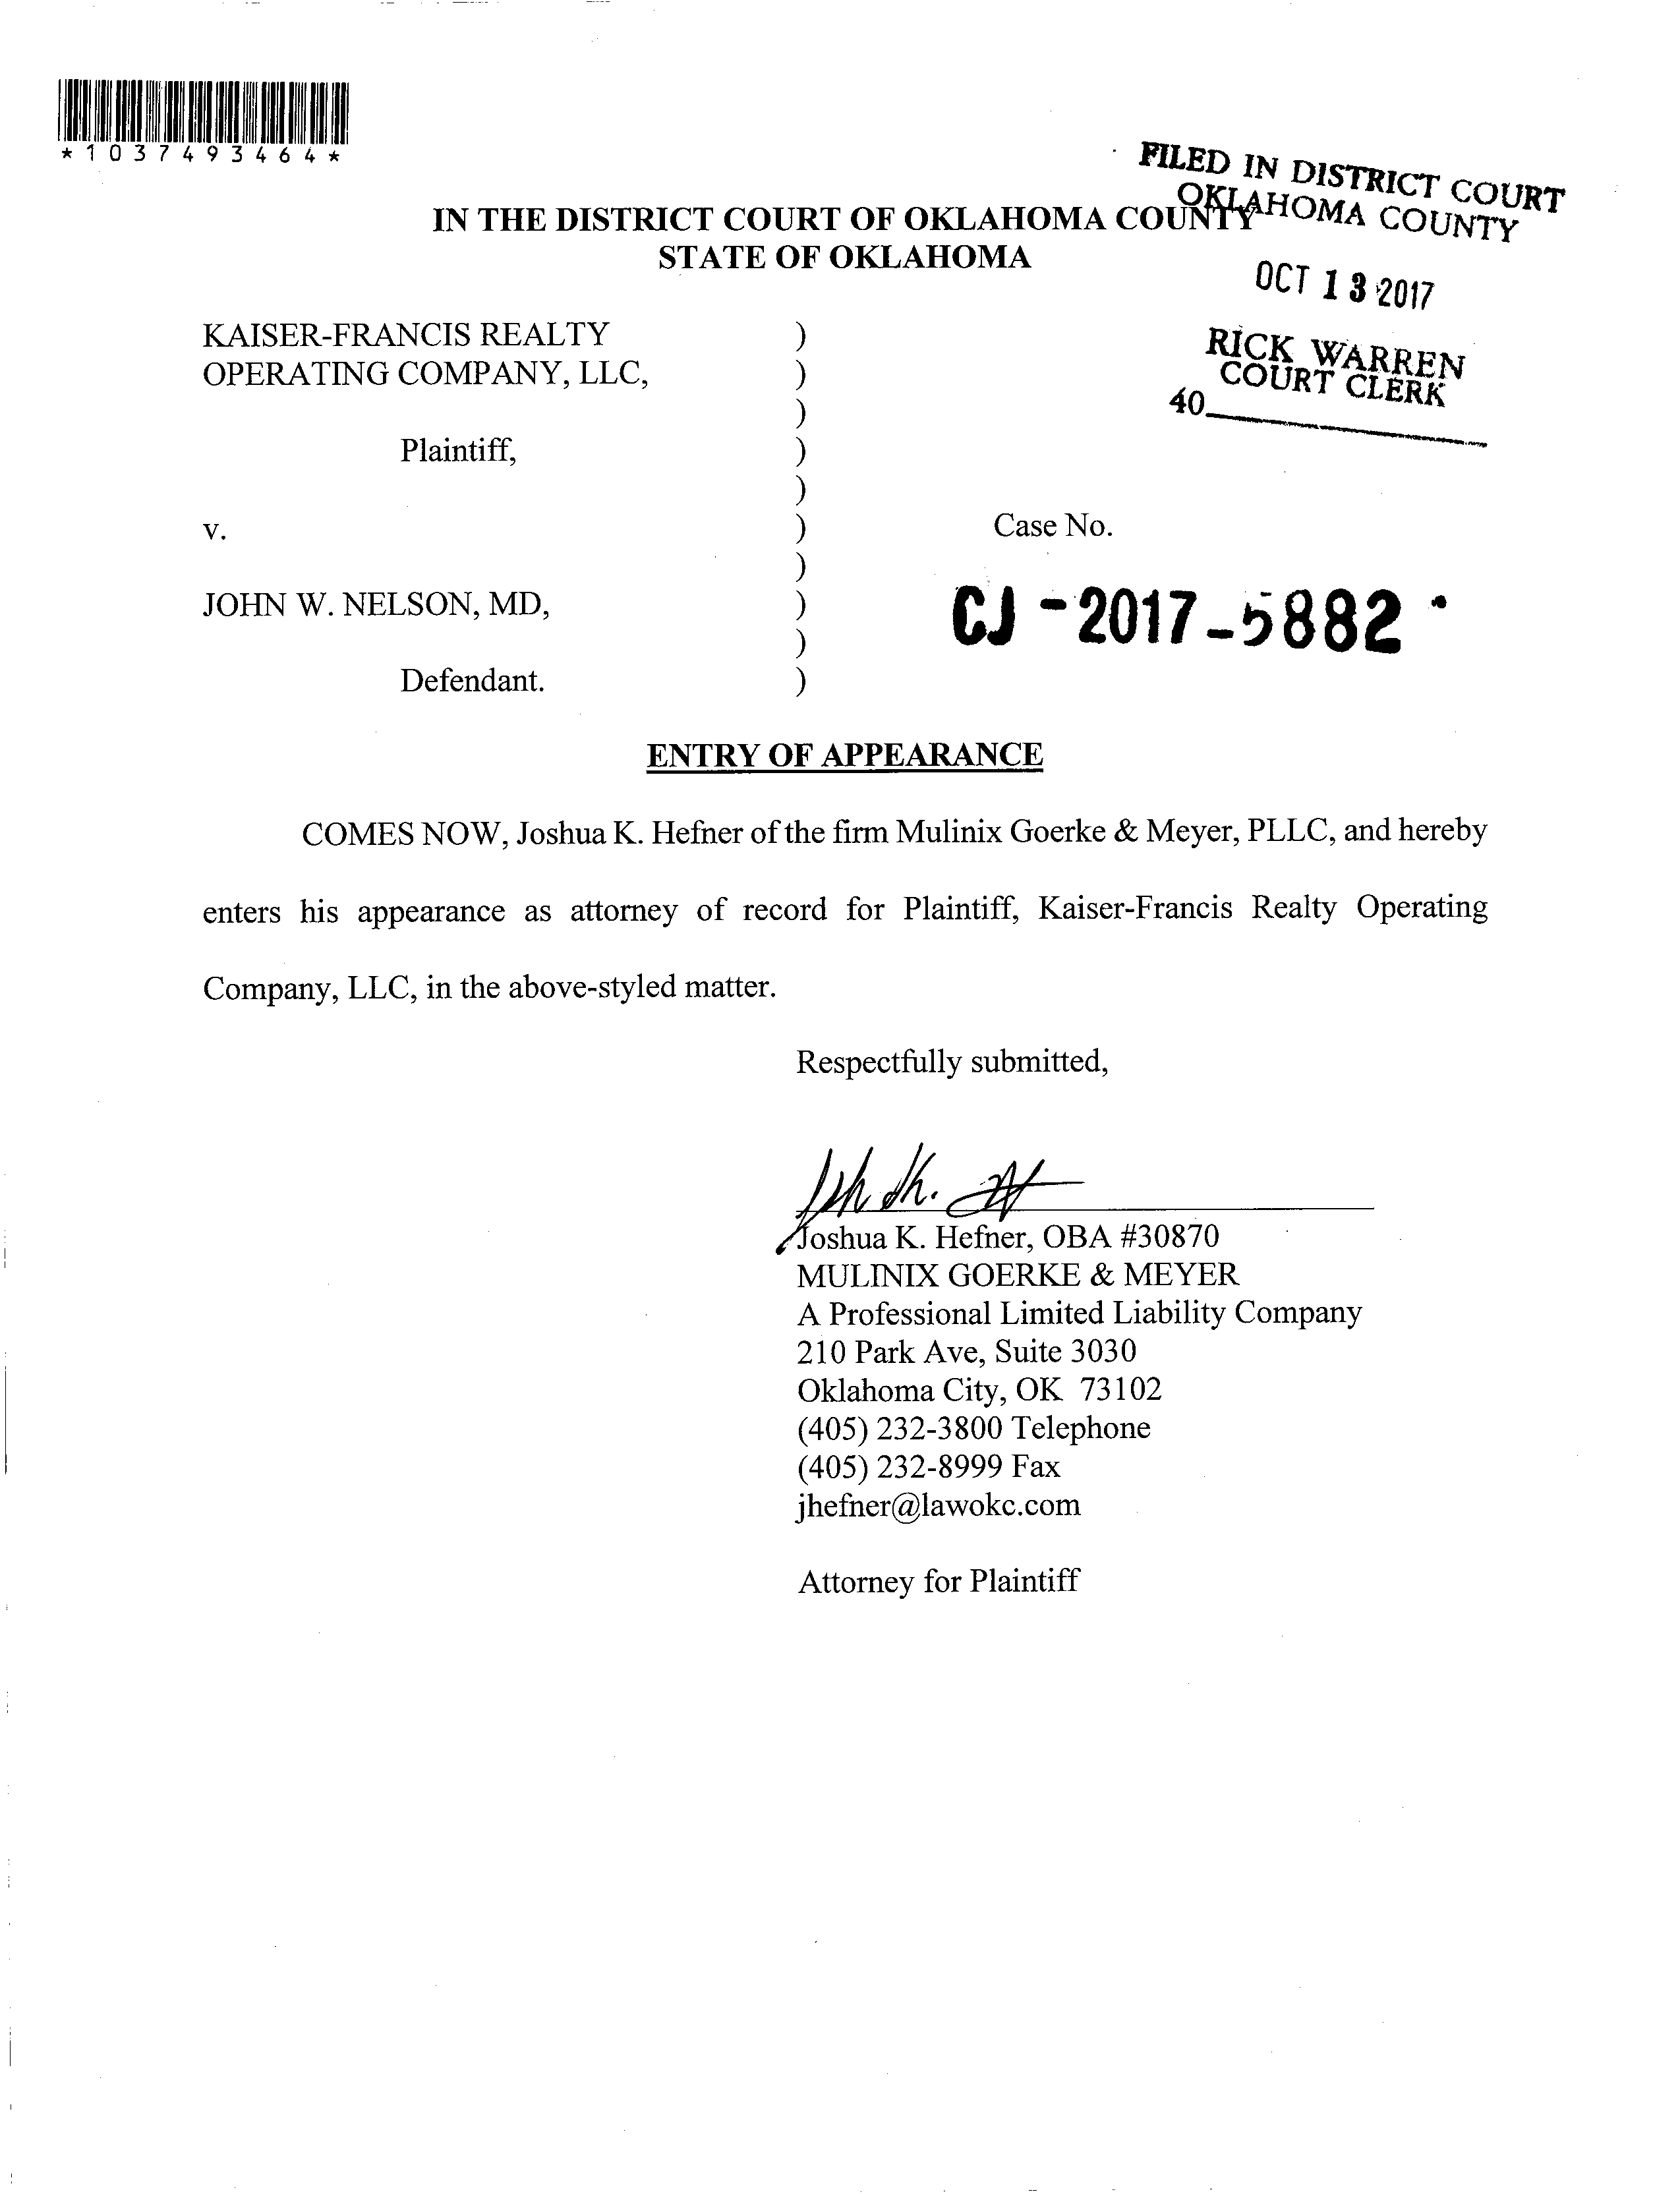 *1037493464*
FILED IN DISTRICT COURT
OKLAHOMA COUNTY
IN THE DISTRICT COURT OF OKLAHOMA COUNTY
STATE OF OKLAHOMA
OCT 13 2017
RICK WARREN
COURT CLERK
40
KAISER-FRANCIS REALTY )
OPERATING COMPANY, LLC, )
)
Plaintiff, )
)
v. ) Case No.
)
JOHN W. NELSON, MD, ) CJ - 2017 - 5882
)
Defendant. )
ENTRY OF APPEARANCE
COMES NOW, Joshua K. Hefner of the firm Mulinix Goerke & Meyer, PLLC, and hereby
enters his appearance as attorney of record for Plaintiff, Kaiser-Francis Realty Operating
Company, LLC, in the above-styled matter.
Respectfully submitted,
Joshua K. Hefner, OBA #30870
MULINIX GOERKE & MEYER
A Professional Limited Liability Company
210 Park Ave, Suite 3030
Oklahoma City, OK 73102
(405) 232-3800 Telephone
(405) 232-8999 Fax
jhefner@lawokc.com
Attorney for Plaintiff